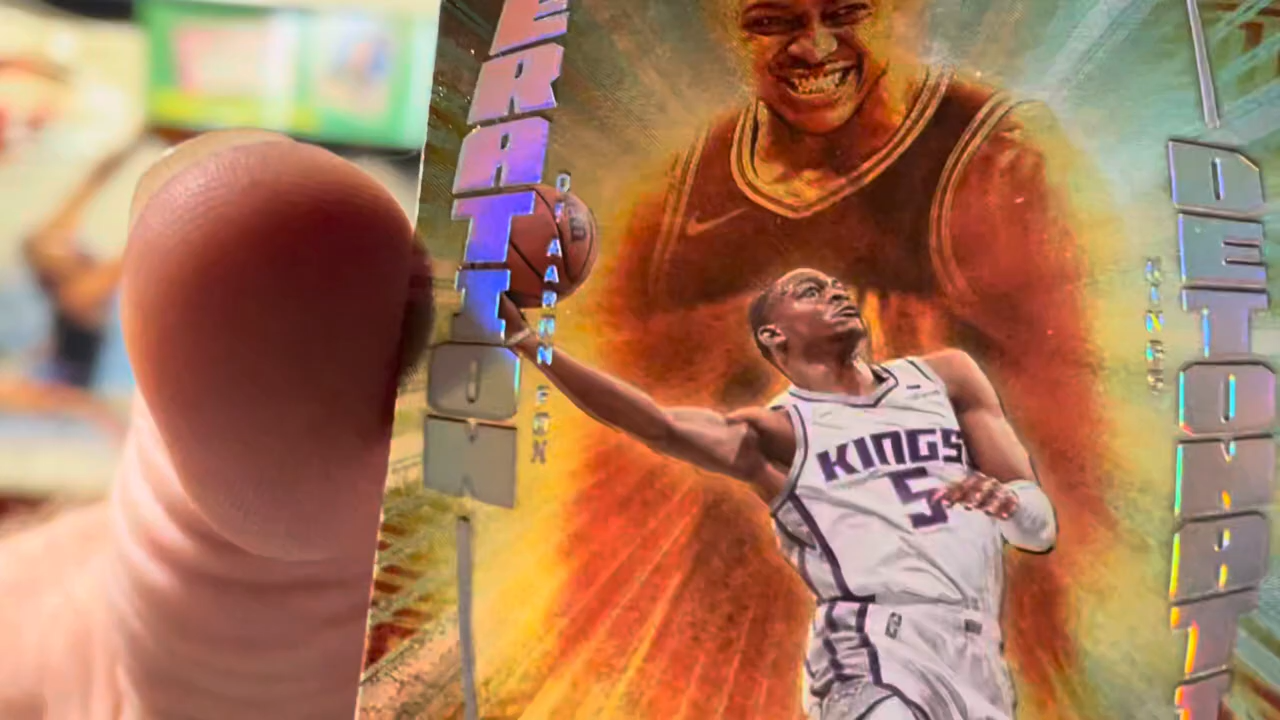 ERATION
DE'AARON FOX
KINGS
5
KINGS
DETONATI